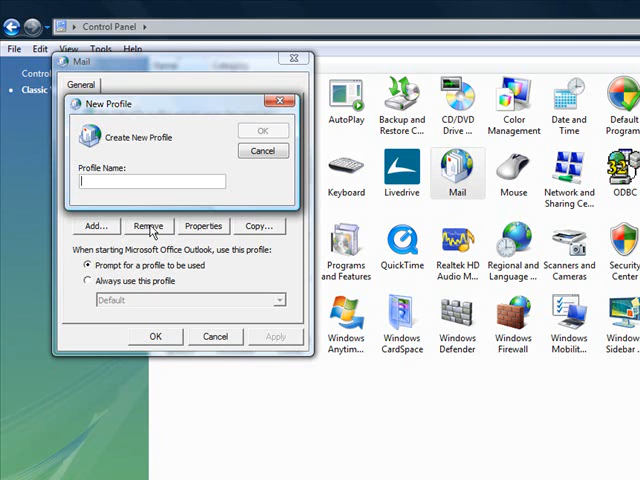 Control Panel
File Edit View Tools Help
Mail
General
New Profile
Create New Profile
OK
Cancel
Profile Name:
Add... Remove Properties Copy...
When starting Microsoft Office Outlook, use this profile:
Prompt for a profile to be used
Always use this profile
Default
OK Cancel Apply
Contro
Classic
Name Category
AutoPlay
Backup and
Restore C...
CD/DVD
Drive ...
Color
Management
Date and
Time
Default
Program
Keyboard
Livedrive
Mail
Mouse
Network and
Sharing Ce...
ODBC
Programs
and Features
QuickTime
Realtek HD
Audio M...
Regional and
Language ...
Scanners and
Cameras
Security
Center
Windows
Anytim...
Windows
CardSpace
Windows
Defender
Windows
Firewall
Windows
Mobilit...
Windows
Sidebar